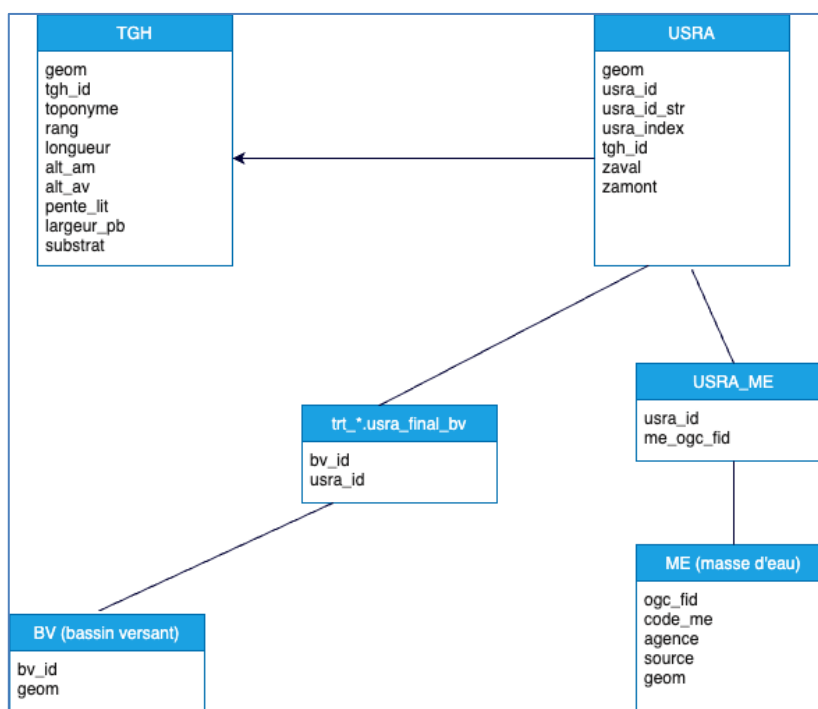 TGH
geom
tgh_id
toponyme
rang
longueur
alt_am
alt_av
pente_lit
largeur_pb
substrat
USRA
geom
usra_id
usra_id_str
usra_index
tgh_id
zaval
zamont
trt_*.usra_final_bv
bv_id
usra_id
USRA_ME
usra_id
me_ogc_fid
BV (bassin versant)
bv_id
geom
ME (masse d'eau)
ogc_fid
code_me
agence
source
geom